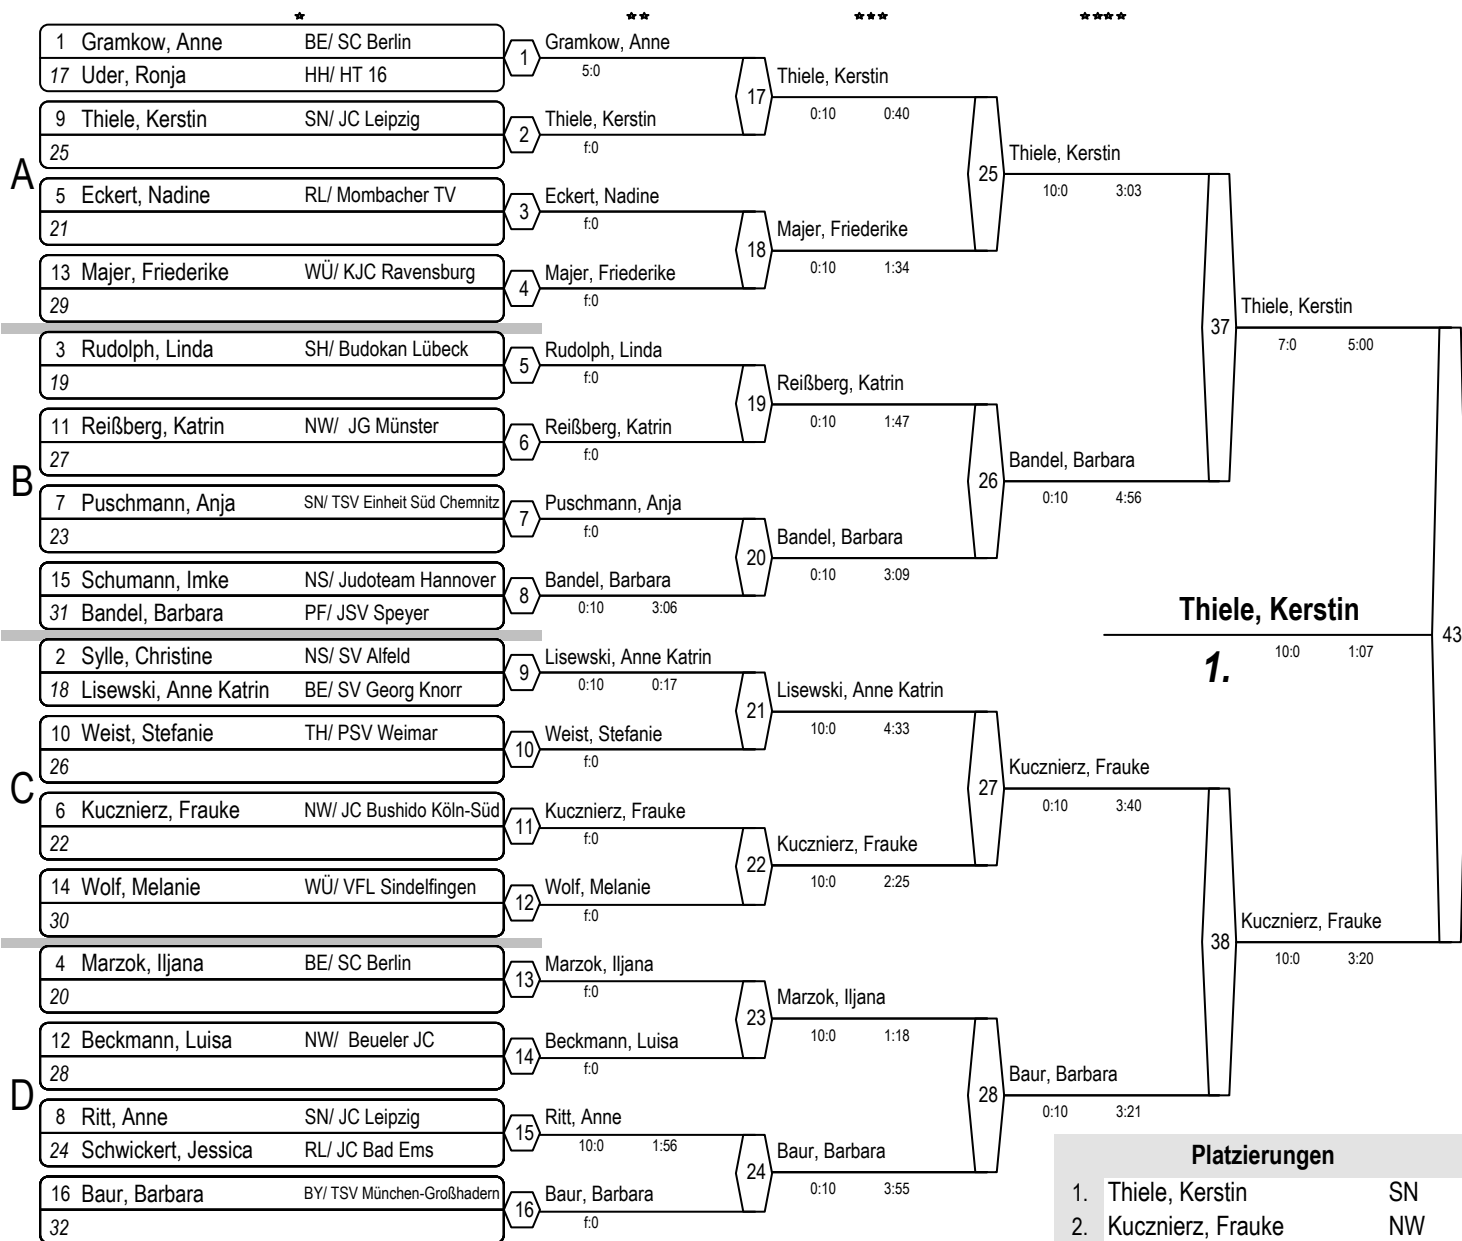 1 Gramkow, Anne BE/ SC Berlin
17 Uder, Ronja HH/ HT 16
9 Thiele, Kerstin SN/ JC Leipzig
25
A
5 Eckert, Nadine RL/ Mombacher TV
21
13 Majer, Friederike WÜ/ KJC Ravensburg
29
3 Rudolph, Linda SH/ Budokan Lübeck
19
11 Reißberg, Katrin NW/ JG Münster
27
B
7 Puschmann, Anja SN/ TSV Einheit Süd Chemnitz
23
15 Schumann, Imke NS/ Judoteam Hannover
31 Bandel, Barbara PF/ JSV Speyer
2 Sylle, Christine NS/ SV Alfeld
18 Lisewski, Anne Katrin BE/ SV Georg Knorr
10 Weist, Stefanie TH/ PSV Weimar
26
C
6 Kucznierz, Frauke NW/ JC Bushido Köln-Süd
22
14 Wolf, Melanie WÜ/ VFL Sindelfingen
30
4 Marzok, Iljana BE/ SC Berlin
20
12 Beckmann, Luisa NW/ Beueler JC
28
D
8 Ritt, Anne SN/ JC Leipzig
24 Schwickert, Jessica RL/ JC Bad Ems
16 Baur, Barbara BY/ TSV München-Großhadern
32
1 Gramkow, Anne
5:0
2 Thiele, Kerstin
f:0
3 Eckert, Nadine
f:0
4 Majer, Friederike
f:0
5 Rudolph, Linda
f:0
6 Reißberg, Katrin
f:0
7 Puschmann, Anja
f:0
8 Bandel, Barbara
0:10 3:06
9 Lisewski, Anne Katrin
0:10 0:17
10 Weist, Stefanie
f:0
11 Kucznierz, Frauke
f:0
12 Wolf, Melanie
f:0
13 Marzok, Iljana
f:0
14 Beckmann, Luisa
f:0
15 Ritt, Anne
10:0 1:56
16 Baur, Barbara
f:0
17 Thiele, Kerstin
0:10 0:40
18 Majer, Friederike
0:10 1:34
19 Reißberg, Katrin
0:10 1:47
20 Bandel, Barbara
0:10 3:09
21 Lisewski, Anne Katrin
10:0 4:33
22 Kucznierz, Frauke
10:0 2:25
23 Marzok, Iljana
10:0 1:18
24 Baur, Barbara
0:10 3:55
25 Thiele, Kerstin
10:0 3:03
26 Bandel, Barbara
0:10 4:56
27 Kucznierz, Frauke
0:10 3:40
28 Baur, Barbara
0:10 3:21
37 Thiele, Kerstin
7:0 5:00
38 Kucznierz, Frauke
10:0 3:20
Thiele, Kerstin
43
1. 10:0 1:07
Platzierungen
1. Thiele, Kerstin SN
2. Kucznierz, Frauke NW